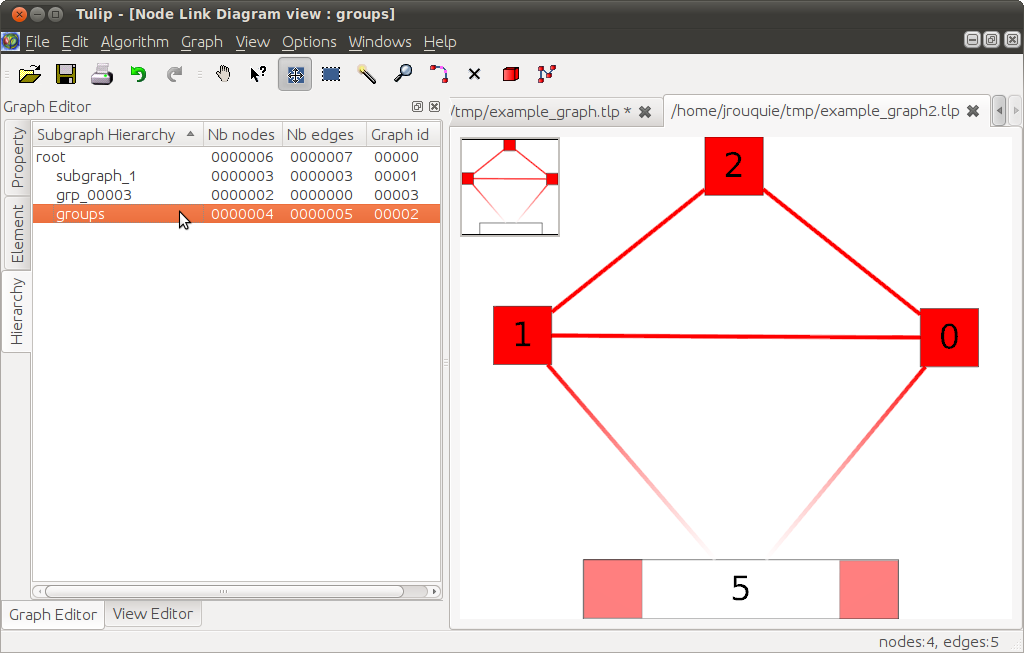 Tulip - [Node Link Diagram view : groups]
File Edit Algorithm Graph View Options Windows Help
Graph Editor
/tmp/example_graph.tlp *
/home/jrouquie/tmp/example_graph2.tlp
Property
Element
Hierarchy
Subgraph Hierarchy Nb nodes Nb edges Graph id
root 0000006 0000007 00000
subgraph_1 0000003 0000003 00001
grp_00003 0000002 0000000 00003
groups 0000004 0000005 00002
2
1
0
5
Graph Editor View Editor
nodes:4, edges:5